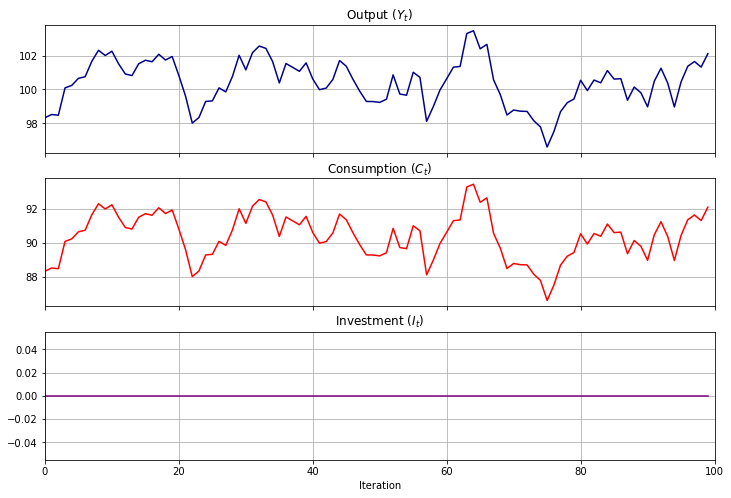 Output (Y_t)
102
100
98
Consumption (C_t)
92
90
88
Investment (I_t)
0.04
0.02
0.00
−0.02
−0.04
0 20 40 60 80 100
Iteration